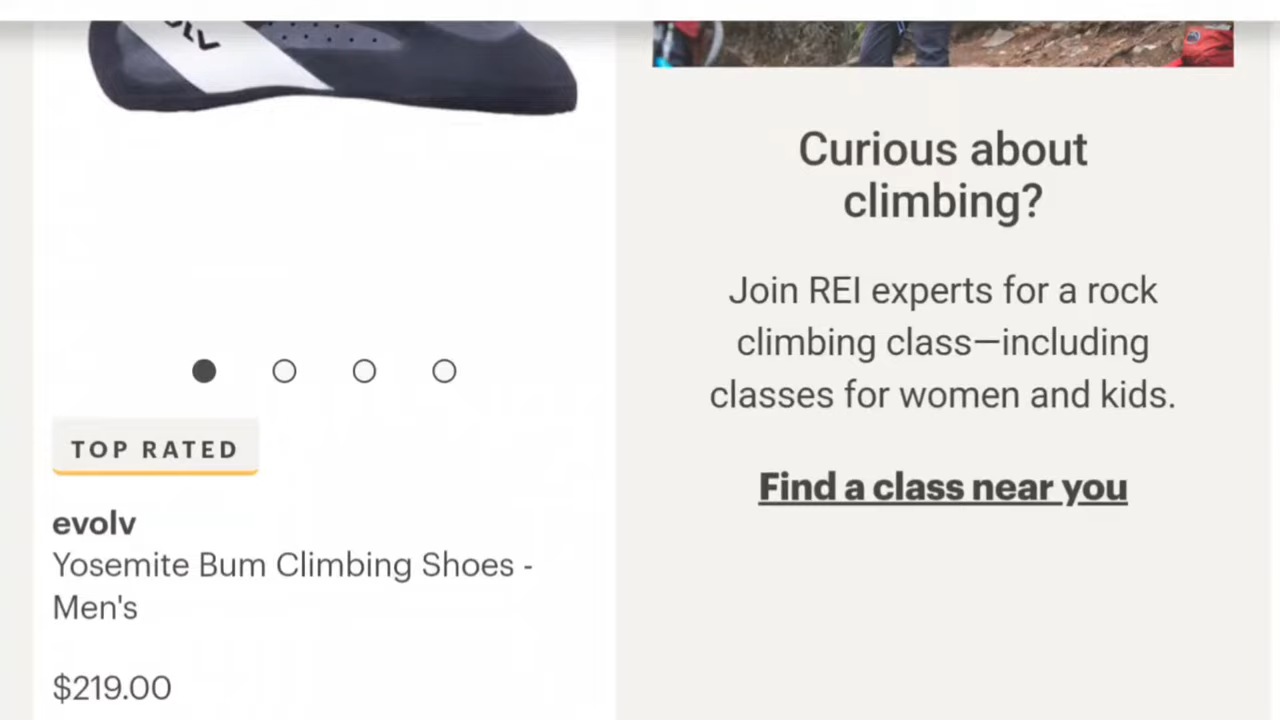 TOP RATED
evolv
Yosemite Bum Climbing Shoes -
Men's
$219.00
Curious about
climbing?
Join REI experts for a rock
climbing class—including
classes for women and kids.
Find a class near you